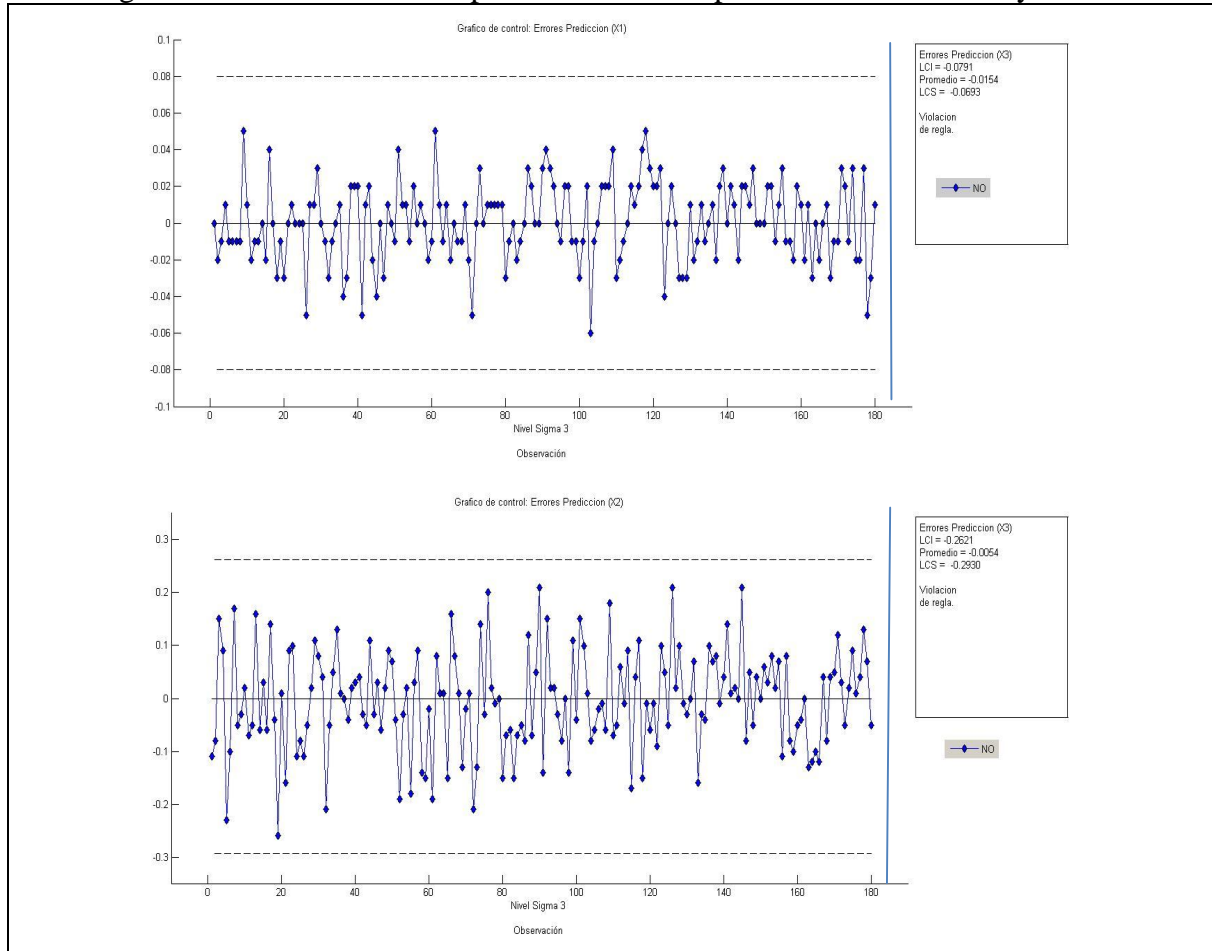 Grafico de control: Errores Prediccion (X1)
0.1
0.08
0.06
0.04
0.02
0
-0.02
-0.04
-0.06
-0.08
-0.1
0 20 40 60 80 100 120 140 160 180
Nivel Sigma 3
Observación
Errores Prediccion (X3)
LCI = -0.0791
Promedio = -0.0154
LCS = -0.0693
Violacion
de regla.
NO
Grafico de control: Errores Prediccion (X2)
0.3
0.2
0.1
0
-0.1
-0.2
-0.3
0 20 40 60 80 100 120 140 160 180
Nivel Sigma 3
Observación
Errores Prediccion (X3)
LCI = -0.2621
Promedio = -0.0054
LCS = -0.2930
Violacion
de regla.
NO